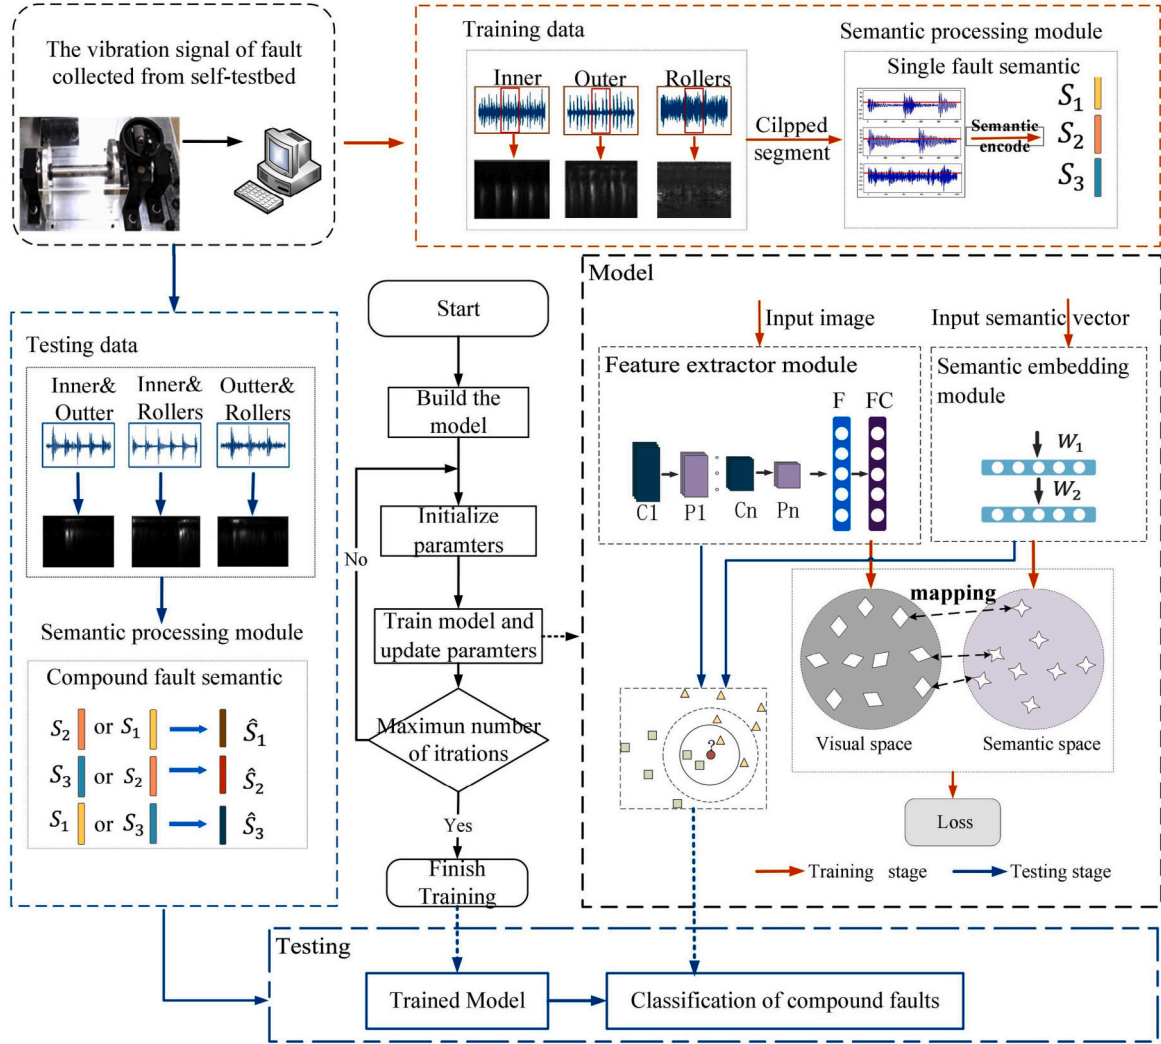 The vibration signal of fault
collected from self-testbed
Training data
Inner
Outer
Rollers
Cilpped
segment
Semantic processing module
Single fault semantic
Semantic
encode
S1
S2
S3
Testing data
Inner&
Outter
Inner&
Rollers
Outter&
Rollers
Semantic processing module
Compound fault semantic
S2 or S1 Ŝ1
S3 or S2 Ŝ2
S1 or S3 Ŝ3
Start
Build the
model
Initialize
paramters
No
Train model and
update paramters
Maximun number
of itrations
Yes
Finish
Training
Model
Input image
Input semantic vector
Feature extractor module
F
FC
C1
P1
Cn
Pn
Semantic embedding
module
W1
W2
mapping
Visual space
Semantic space
?
Loss
Training stage
Testing stage
Testing
Trained Model
Classification of compound faults